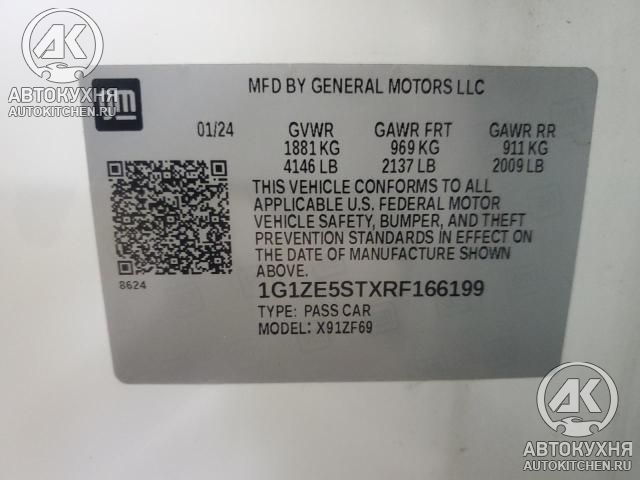 АВТОКУХНЯ
AUTOKITCHEN.RU
gm
MFD BY GENERAL MOTORS LLC
01/24 GVWR GAWR FRT GAWR RR
1881 KG 969 KG 911 KG
4146 LB 2137 LB 2009 LB
THIS VEHICLE CONFORMS TO ALL
APPLICABLE U.S. FEDERAL MOTOR
VEHICLE SAFETY, BUMPER, AND THEFT
PREVENTION STANDARDS IN EFFECT ON
THE DATE OF MANUFACTURE SHOWN
ABOVE.
8624
1G1ZE5STXRF166199
TYPE: PASS CAR
MODEL: X91ZF69
АК
АВТОКУХНЯ
AUTOKITCHEN.RU